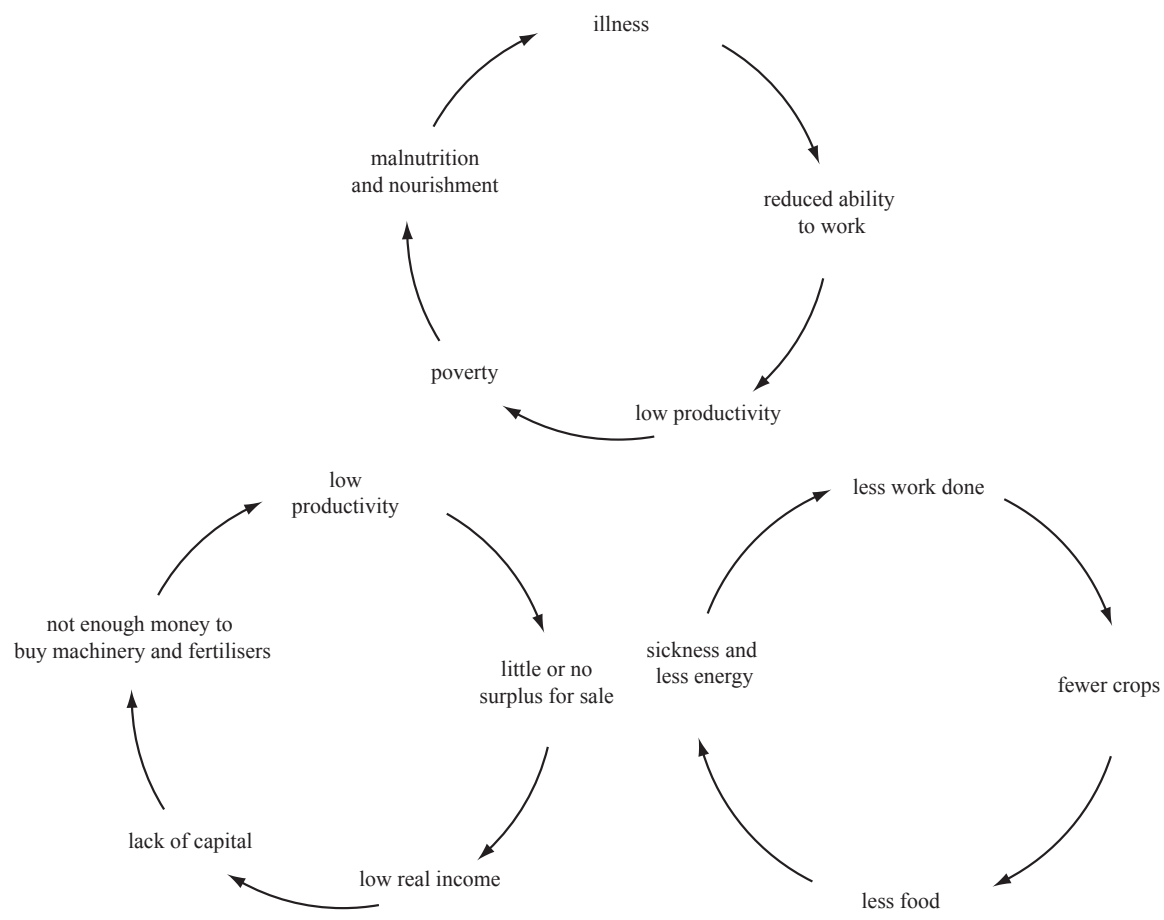 illness
malnutrition
and nourishment
reduced ability
to work
poverty
low productivity
low
productivity
not enough money to
buy machinery and fertilisers
little or no
surplus for sale
lack of capital
low real income
less work done
sickness and
less energy
fewer crops
less food